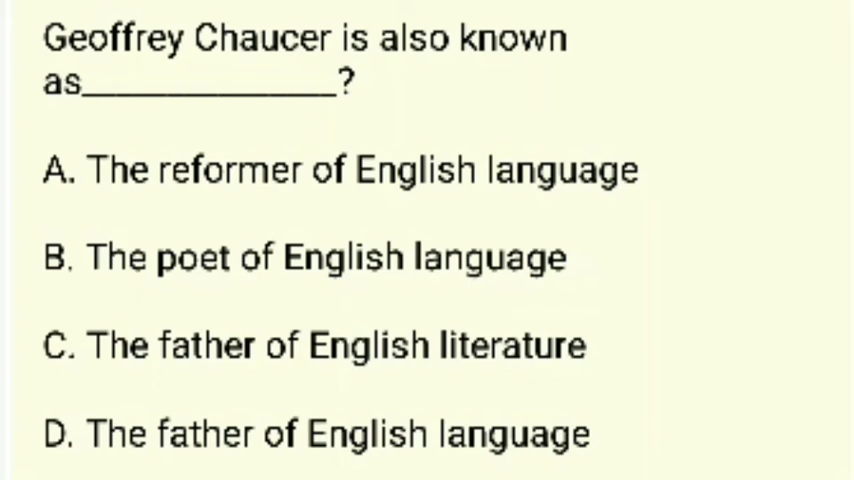 Geoffrey Chaucer is also known
as_______________?
A. The reformer of English language
B. The poet of English language
C. The father of English literature
D. The father of English language